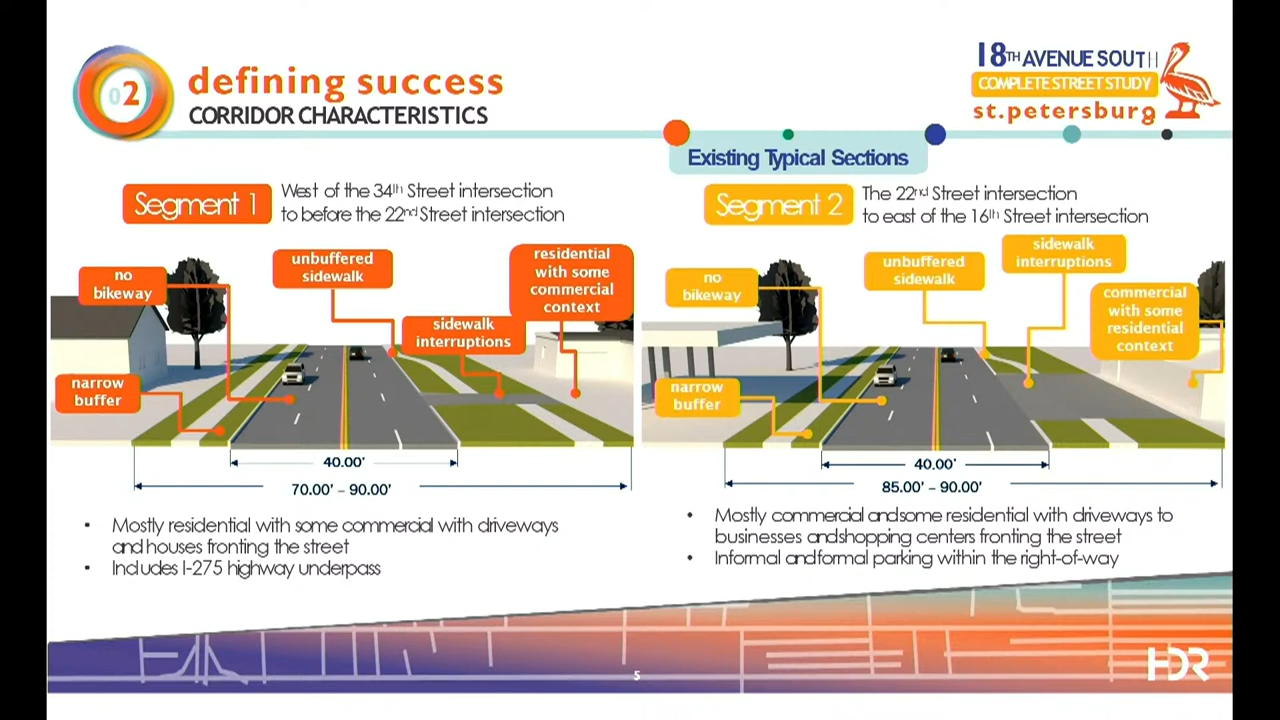 02
defining success
CORRIDOR CHARACTERISTICS
18TH AVENUE SOUTH
COMPLETE STREET STUDY
st.petersburg
Existing Typical Sections
Segment 1
West of the 34th Street intersection
to before the 22nd Street intersection
no
bikeway
unbuffered
sidewalk
residential
with some
commercial
context
sidewalk
interruptions
narrow
buffer
40.00'
70.00' – 90.00'
• Mostly residential with some commercial with driveways
and houses fronting the street
• Includes I-275 highway underpass
Segment 2
The 22nd Street intersection
to east of the 16th Street intersection
no
bikeway
unbuffered
sidewalk
sidewalk
interruptions
commercial
with some
residential
context
narrow
buffer
40.00'
85.00' – 90.00'
• Mostly commercial and some residential with driveways to
businesses and shopping centers fronting the street
• Informal and formal parking within the right-of-way
5
HDR